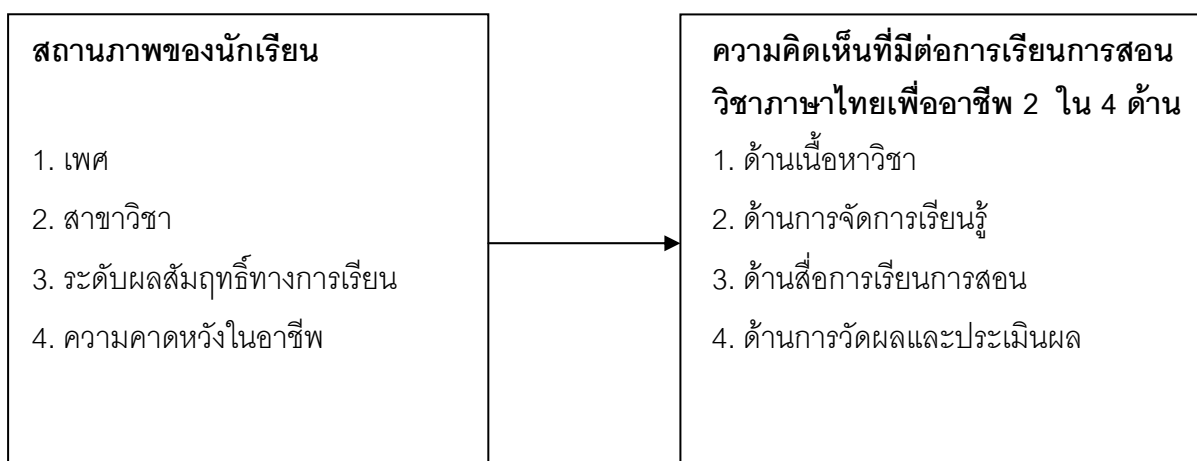 สถานภาพของนักเรียน
1. เพศ
2. สาขาวิชา
3. ระดับผลสัมฤทธิ์ทางการเรียน
4. ความคาดหวังในอาชีพ
ความคิดเห็นที่มีต่อการเรียนการสอน
วิชาภาษาไทยเพื่ออาชีพ 2 ใน 4 ด้าน
1. ด้านเนื้อหาวิชา
2. ด้านการจัดการเรียนรู้
3. ด้านสื่อการเรียนการสอน
4. ด้านการวัดผลและประเมินผล